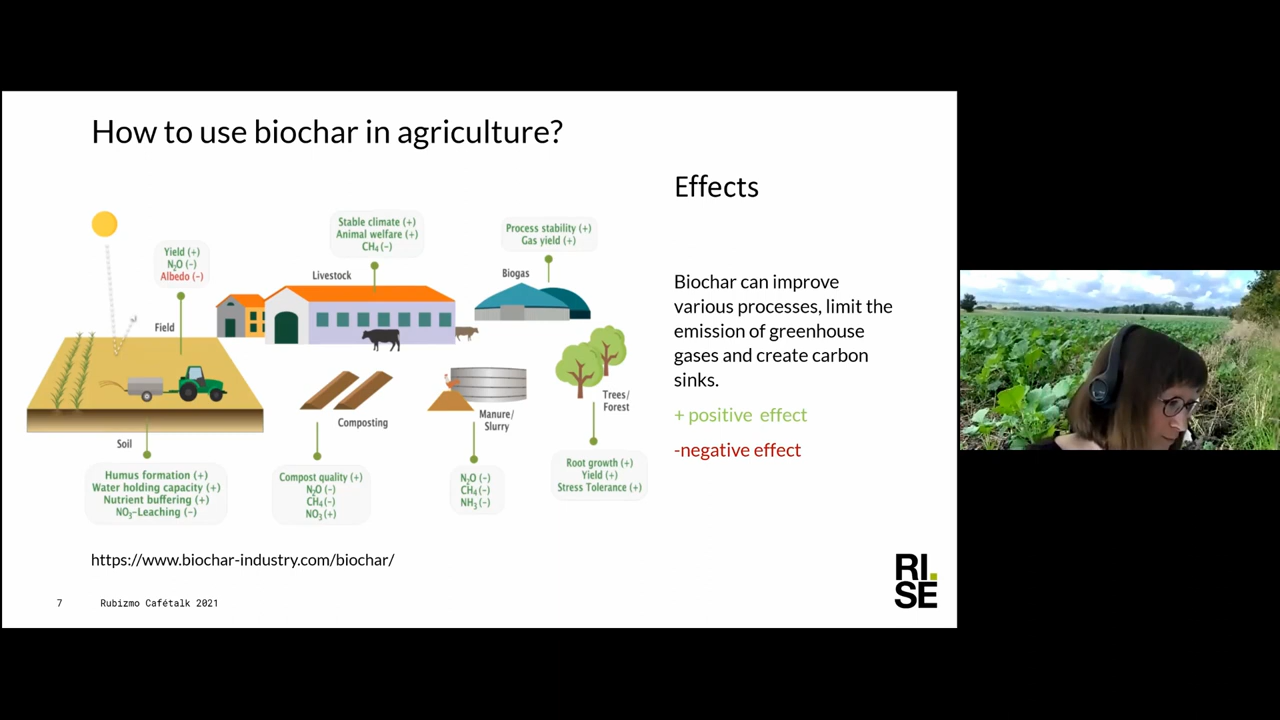 How to use biochar in agriculture?
Effects
Stable climate (+)
Animal welfare (+)
CH₄ (–)
Process stability (+)
Gas yield (+)
Yield (+)
N₂O (–)
Albedo (–)
Livestock
Biogas
Field
Biochar can improve
various processes, limit the
emission of greenhouse
gases and create carbon
sinks.
+ positive effect
-negative effect
Trees/
Forest
Manure/
Slurry
Composting
Soil
Humus formation (+)
Water holding capacity (+)
Nutrient buffering (+)
NO₃-Leaching (–)
Compost quality (+)
N₂O (–)
CH₄ (–)
NO₃ (+)
N₂O (–)
CH₄ (–)
NH₃ (–)
Root growth (+)
Yield (+)
Stress Tolerance (+)
https://www.biochar-industry.com/biochar/
7 Rubizmo Cafétalk 2021
RI.
SE